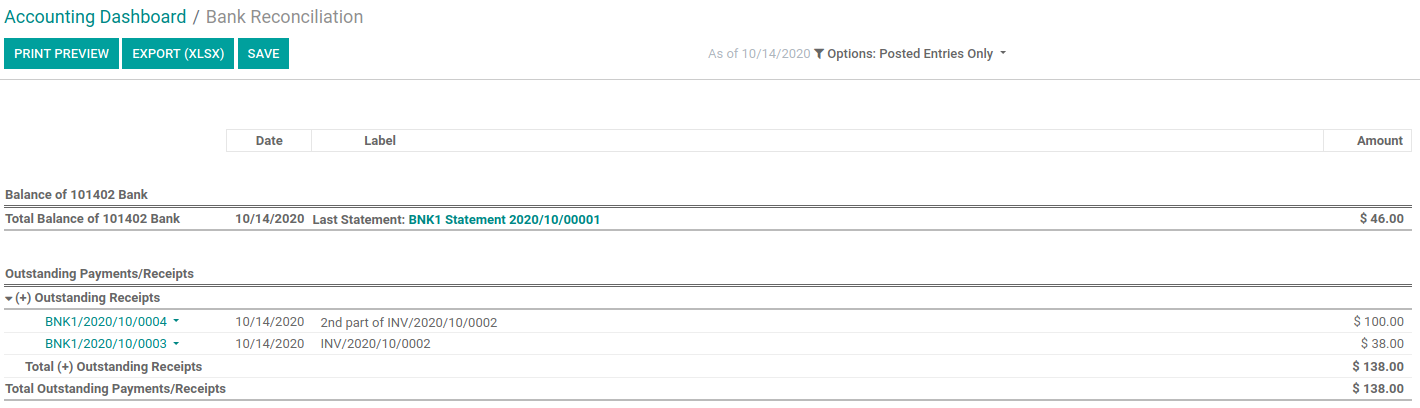 Accounting Dashboard / Bank Reconciliation
PRINT PREVIEW EXPORT (XLSX) SAVE As of 10/14/2020 Options: Posted Entries Only
Date Label Amount
Balance of 101402 Bank
Total Balance of 101402 Bank 10/14/2020 Last Statement: BNK1 Statement 2020/10/00001 $ 46.00
Outstanding Payments/Receipts
(+) Outstanding Receipts
BNK1/2020/10/0004 10/14/2020 2nd part of INV/2020/10/0002 $ 100.00
BNK1/2020/10/0003 10/14/2020 INV/2020/10/0002 $ 38.00
Total (+) Outstanding Receipts $ 138.00
Total Outstanding Payments/Receipts $ 138.00